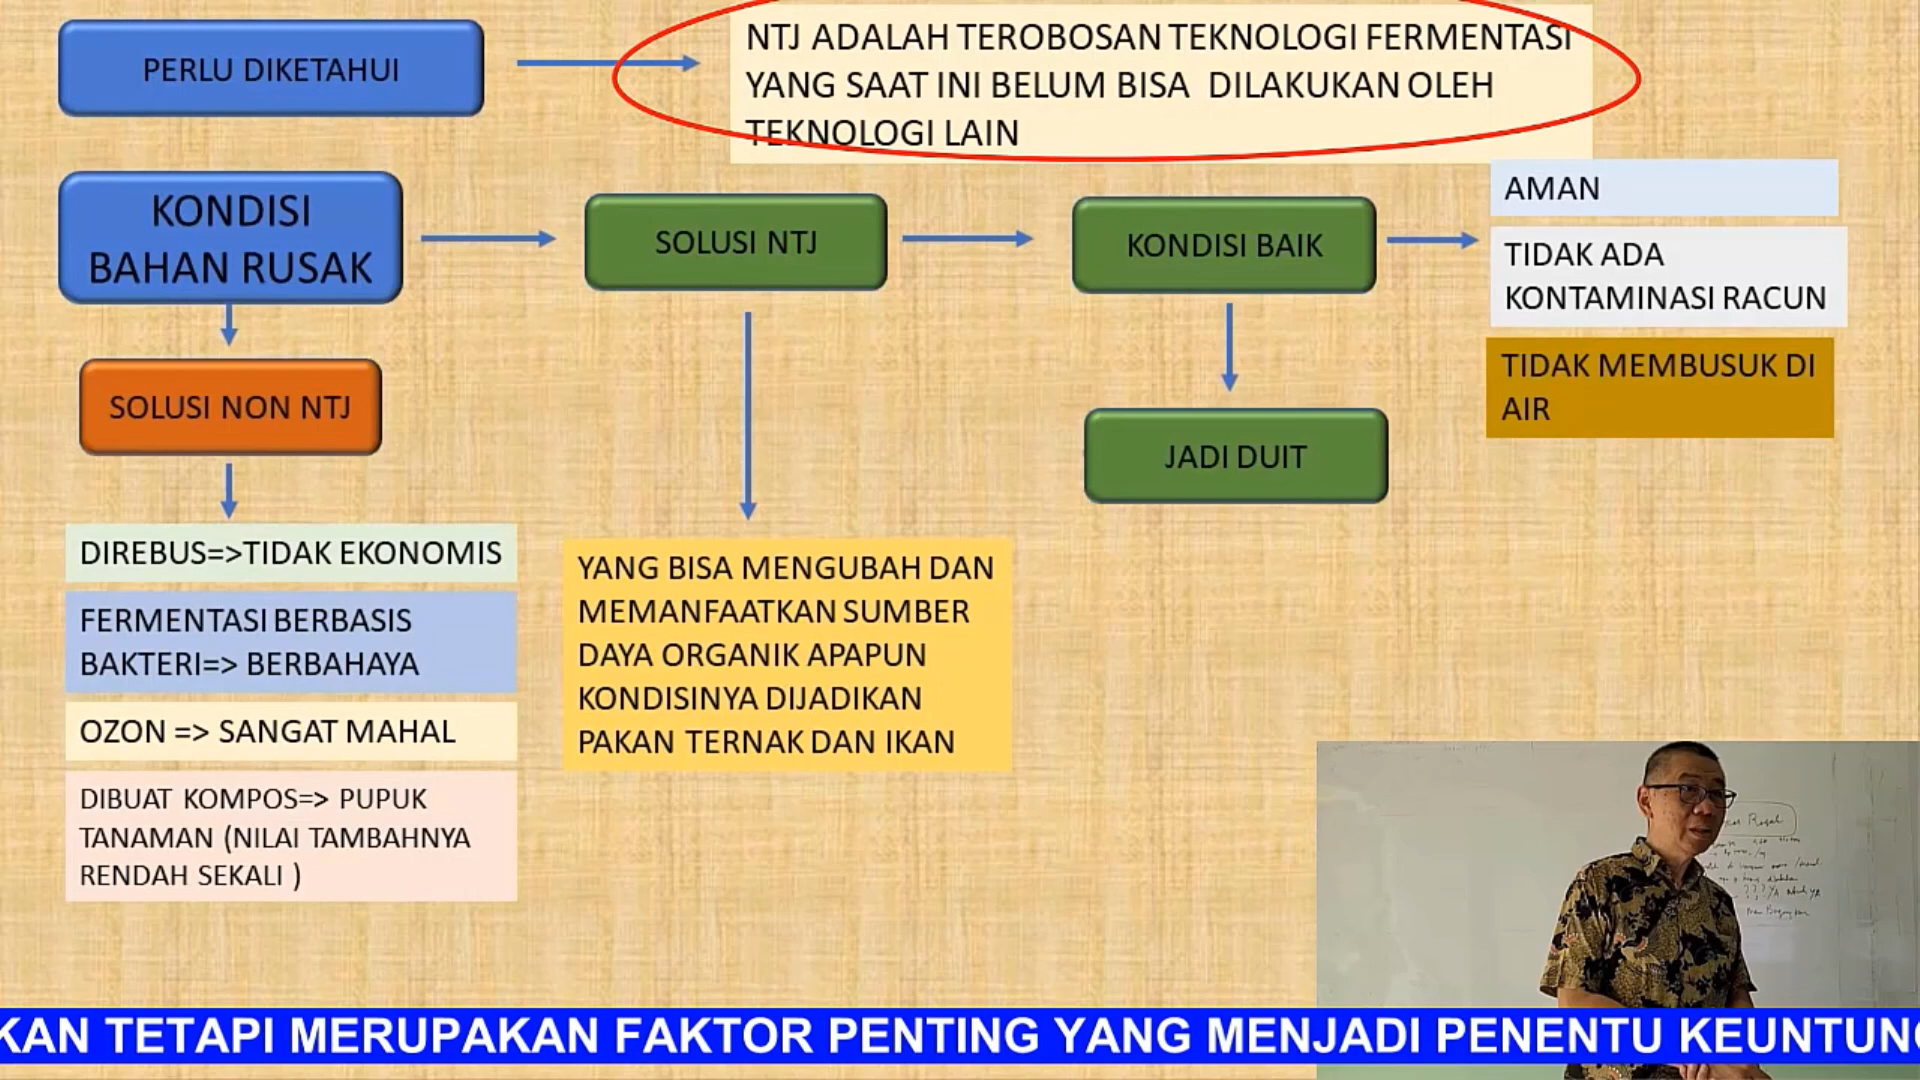 PERLU DIKETAHUI
NTJ ADALAH TEROBOSAN TEKNOLOGI FERMENTASI
YANG SAAT INI BELUM BISA DILAKUKAN OLEH
TEKNOLOGI LAIN
KONDISI
BAHAN RUSAK
SOLUSI NTJ
KONDISI BAIK
AMAN
TIDAK ADA
KONTAMINASI RACUN
TIDAK MEMBUSUK DI
AIR
SOLUSI NON NTJ
JADI DUIT
DIREBUS=>TIDAK EKONOMIS
FERMENTASI BERBASIS
BAKTERI=> BERBAHAYA
OZON => SANGAT MAHAL
DIBUAT KOMPOS=> PUPUK
TANAMAN (NILAI TAMBAHNYA
RENDAH SEKALI )
YANG BISA MENGUBAH DAN
MEMANFAATKAN SUMBER
DAYA ORGANIK APAPUN
KONDISINYA DIJADIKAN
PAKAN TERNAK DAN IKAN
KAN TETAPI MERUPAKAN FAKTOR PENTING YANG MENJADI PENENTU KEUNTUNG